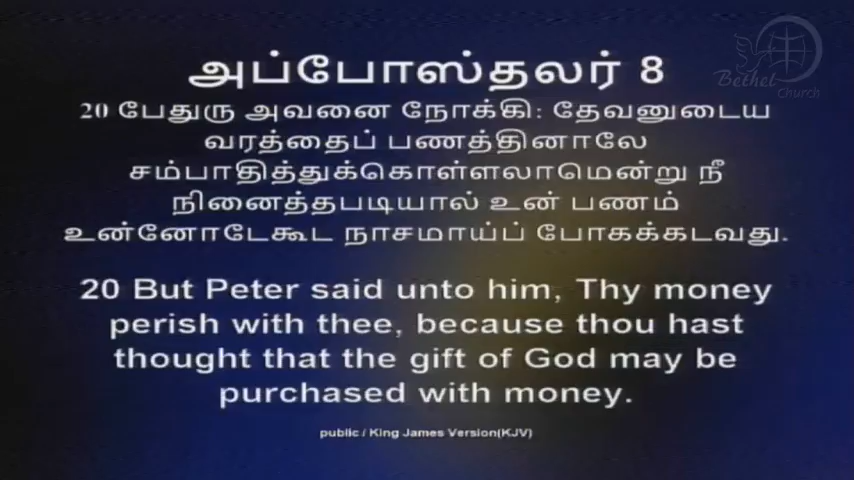 Bethel
Church
அப்போஸ்தலர் 8
20 பேதுரு அவனை நோக்கி: தேவனுடைய
வரத்தைப் பணத்தினாலே
சம்பாதித்துக்கொள்ளலாமென்று நீ
நினைத்தபடியால் உன் பணம்
உன்னோடேகூட நாசமாய்ப் போகக்கடவது.
20 But Peter said unto him, Thy money
perish with thee, because thou hast
thought that the gift of God may be
purchased with money.
public / King James Version(KJV)